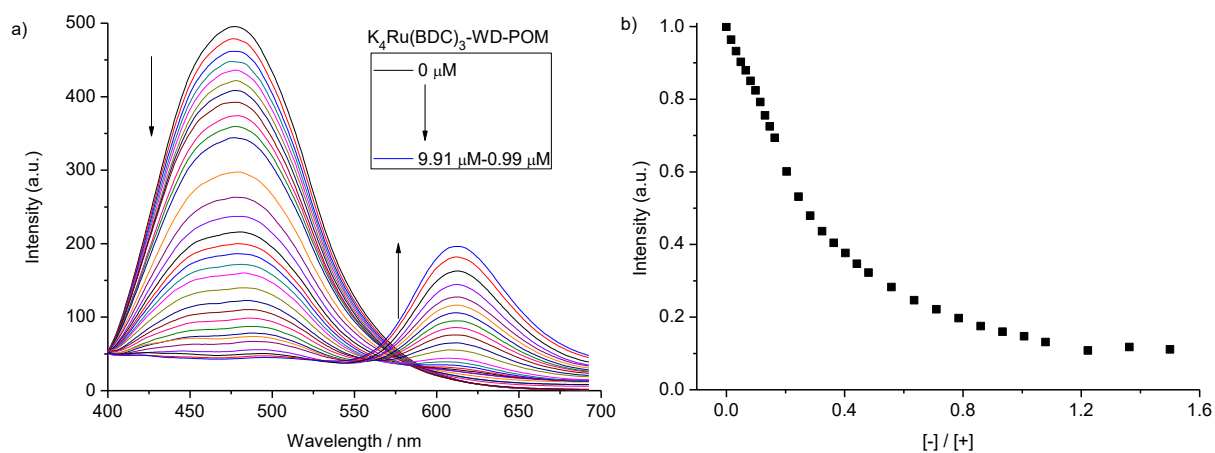 a)
K4Ru(BDC)3-WD-POM
0 μM
9.91 μM-0.99 μM
Intensity (a.u.)
500
400
300
200
100
0
400
450
500
550
600
650
700
Wavelength / nm
b)
Intensity (a.u.)
1.0
0.8
0.6
0.4
0.2
0.0
0.0
0.4
0.8
1.2
1.6
[-] / [+]